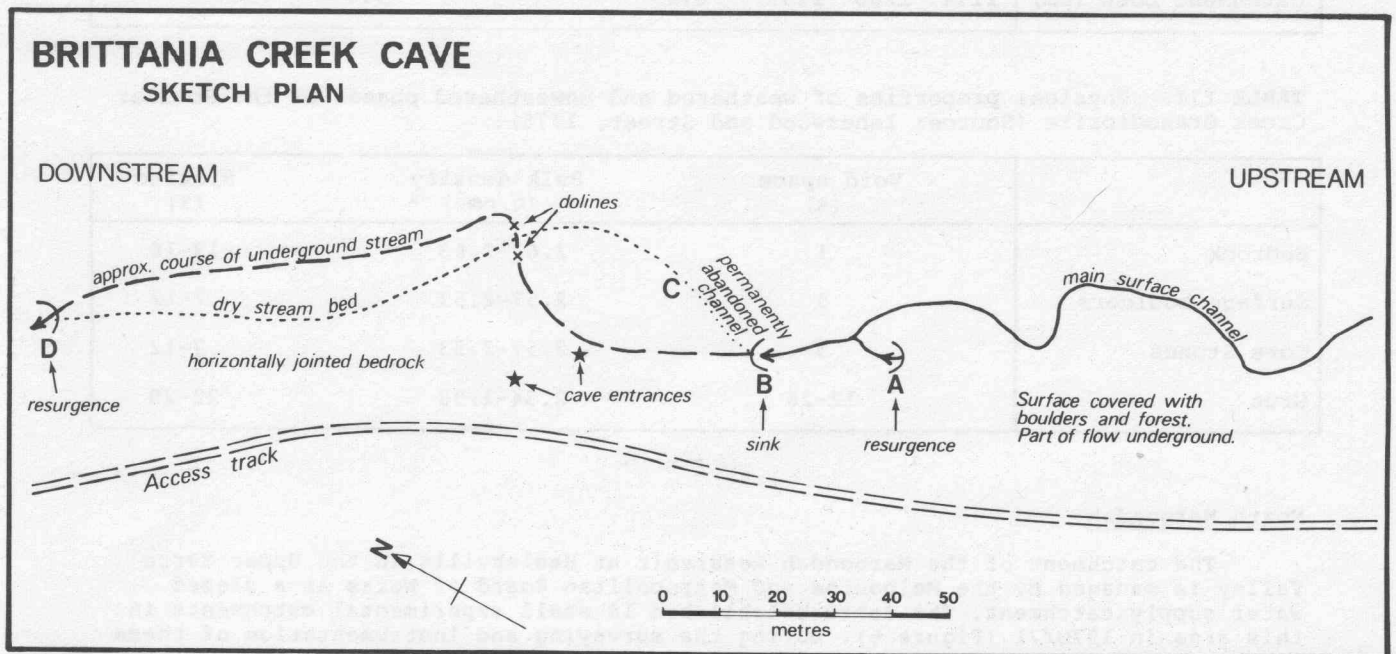 BRITTANIA CREEK CAVE
SKETCH PLAN
DOWNSTREAM
UPSTREAM
dolines
approx. course of underground stream
permanently
abandoned
channel
C
main surface channel
dry stream bed
D
horizontally jointed bedrock
B
A
resurgence
cave entrances
sink
resurgence
Surface covered with
boulders and forest.
Part of flow underground.
Access track
N
0 10 20 30 40 50
metres